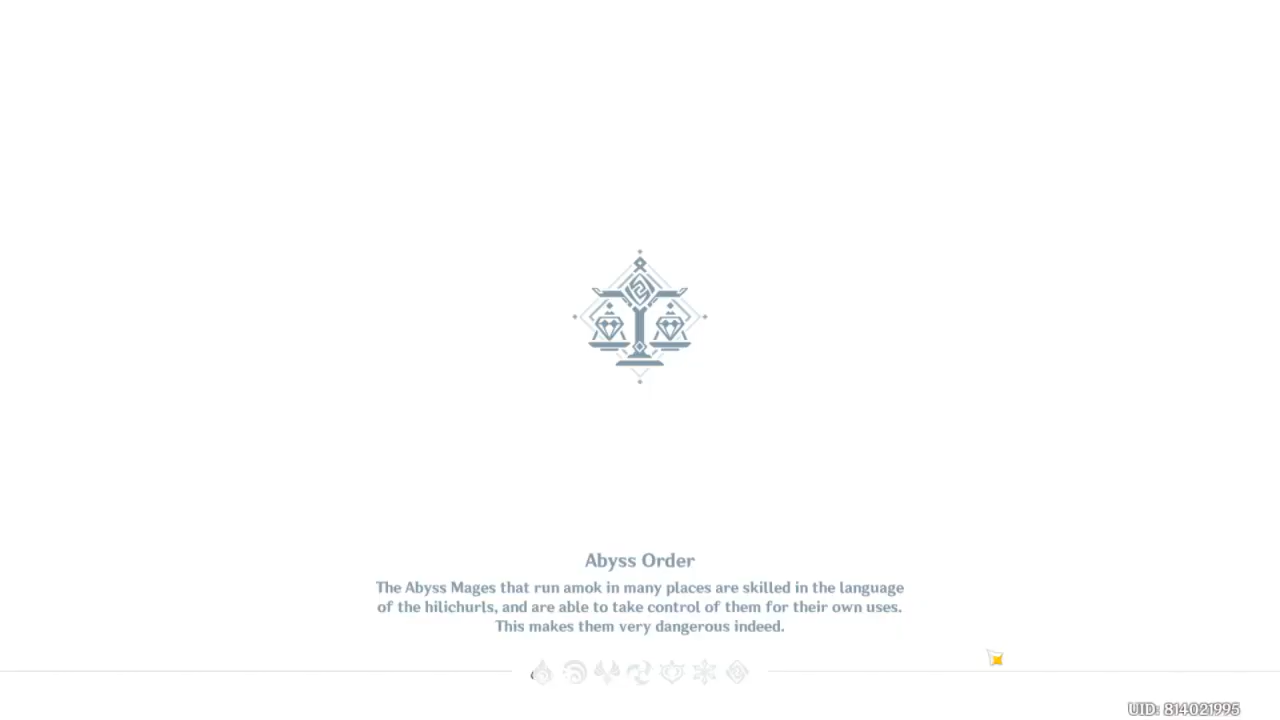 Abyss Order
The Abyss Mages that run amok in many places are skilled in the language
of the hilichurls, and are able to take control of them for their own uses.
This makes them very dangerous indeed.
UID: 814021995